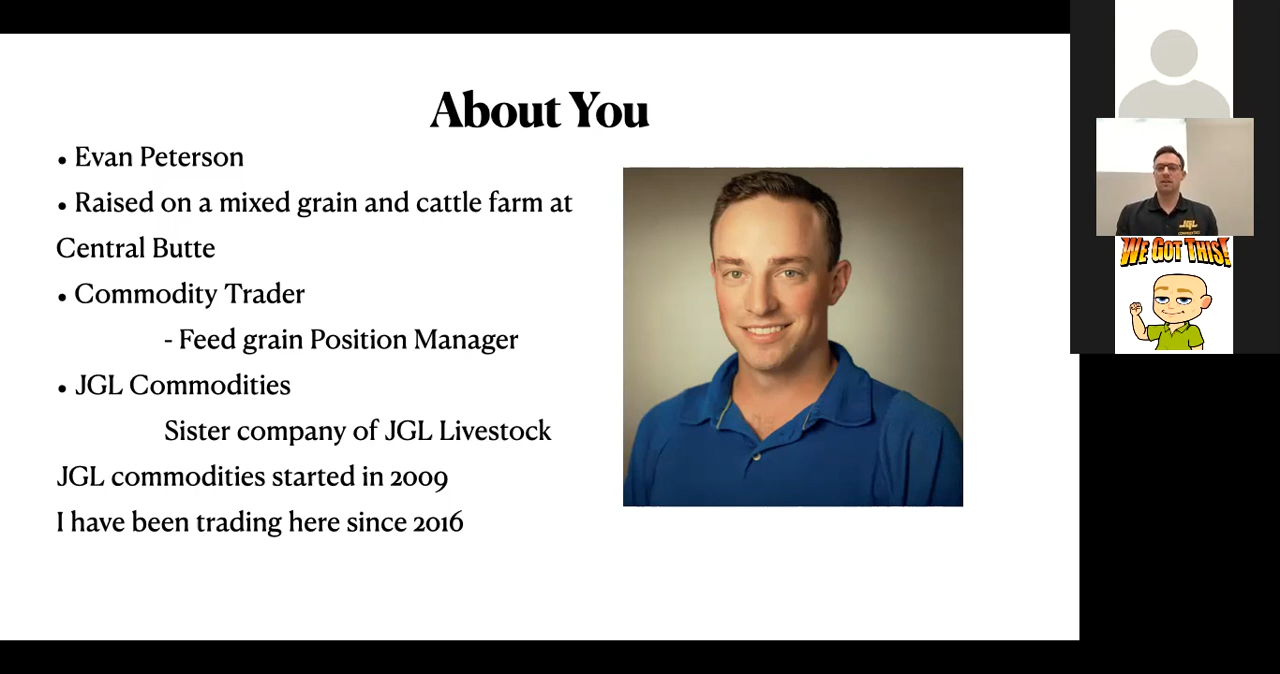 About You
• Evan Peterson
• Raised on a mixed grain and cattle farm at
Central Butte
• Commodity Trader
- Feed grain Position Manager
• JGL Commodities
Sister company of JGL Livestock
JGL commodities started in 2009
I have been trading here since 2016
JGL
WE GOT THIS!